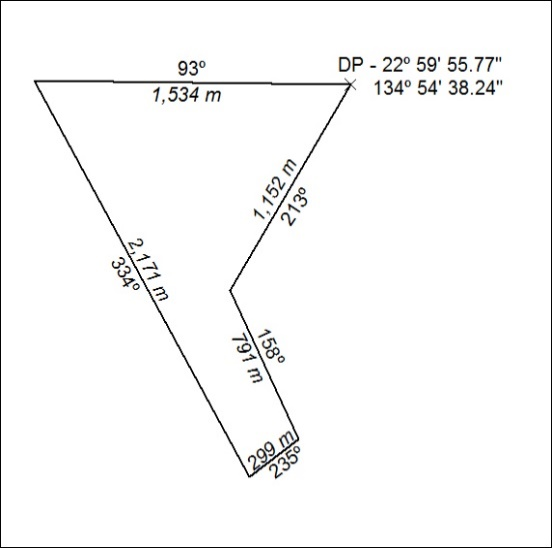 93º
1,534 m
DP - 22º 59' 55.77"
134º 54' 38.24"
1,152 m
213º
2,171 m
334º
158º
791 m
299 m
235º